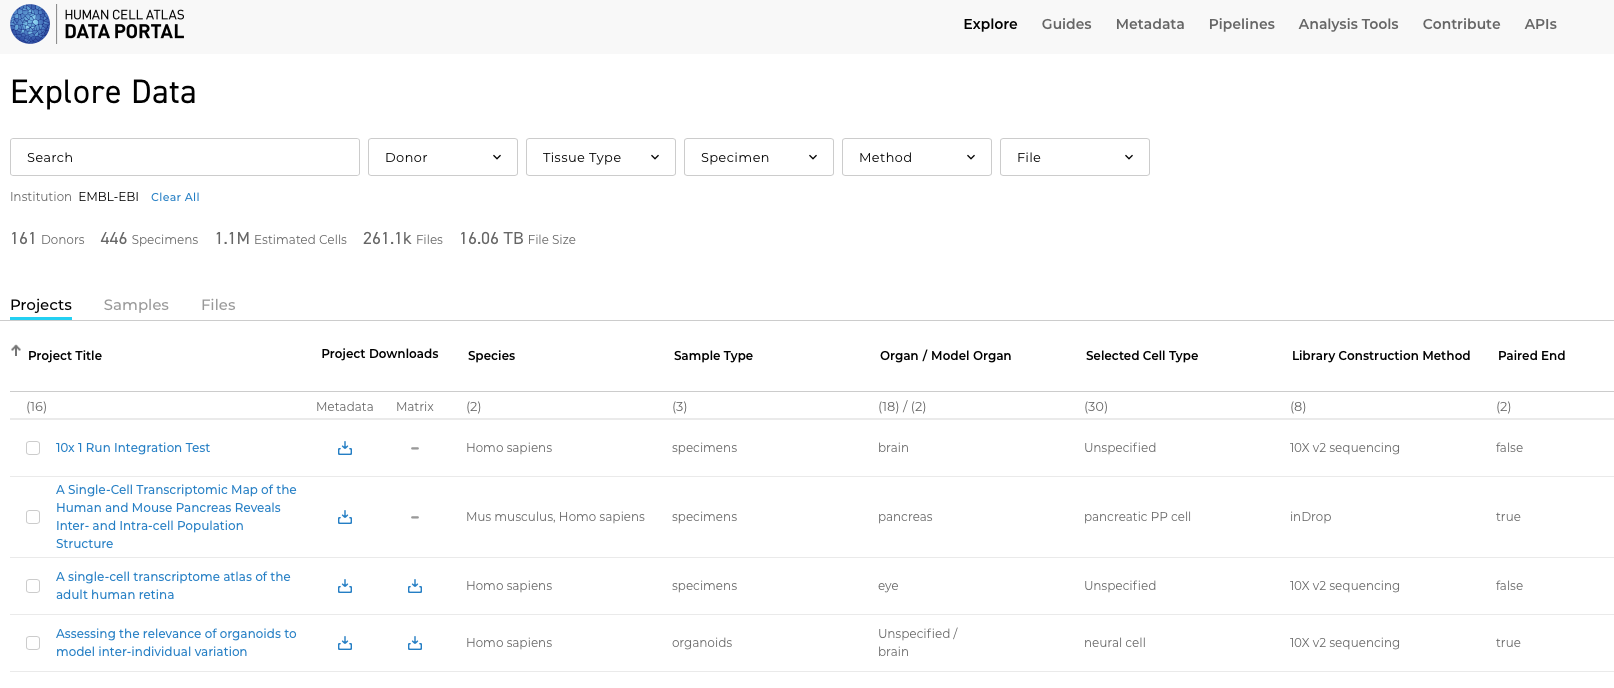 HUMAN CELL ATLAS
DATA PORTAL
Explore Guides Metadata Pipelines Analysis Tools Contribute APIs
Explore Data
Search Donor Tissue Type Specimen Method File
Institution EMBL-EBI Clear All
161 Donors 446 Specimens 1.1M Estimated Cells 261.1k Files 16.06 TB File Size
Projects Samples Files
Project Title Project Downloads Species Sample Type Organ / Model Organ Selected Cell Type Library Construction Method Paired End
(16) Metadata Matrix (2) (3) (18) / (2) (30) (8) (2)
10x 1 Run Integration Test – Homo sapiens specimens brain Unspecified 10X v2 sequencing false
A Single-Cell Transcriptomic Map of the
Human and Mouse Pancreas Reveals
Inter- and Intra-cell Population
Structure
– Mus musculus, Homo sapiens specimens pancreas pancreatic PP cell inDrop true
A single-cell transcriptome atlas of the
adult human retina
Homo sapiens specimens eye Unspecified 10X v2 sequencing false
Assessing the relevance of organoids to
model inter-individual variation
Homo sapiens organoids Unspecified /
brain
neural cell 10X v2 sequencing true